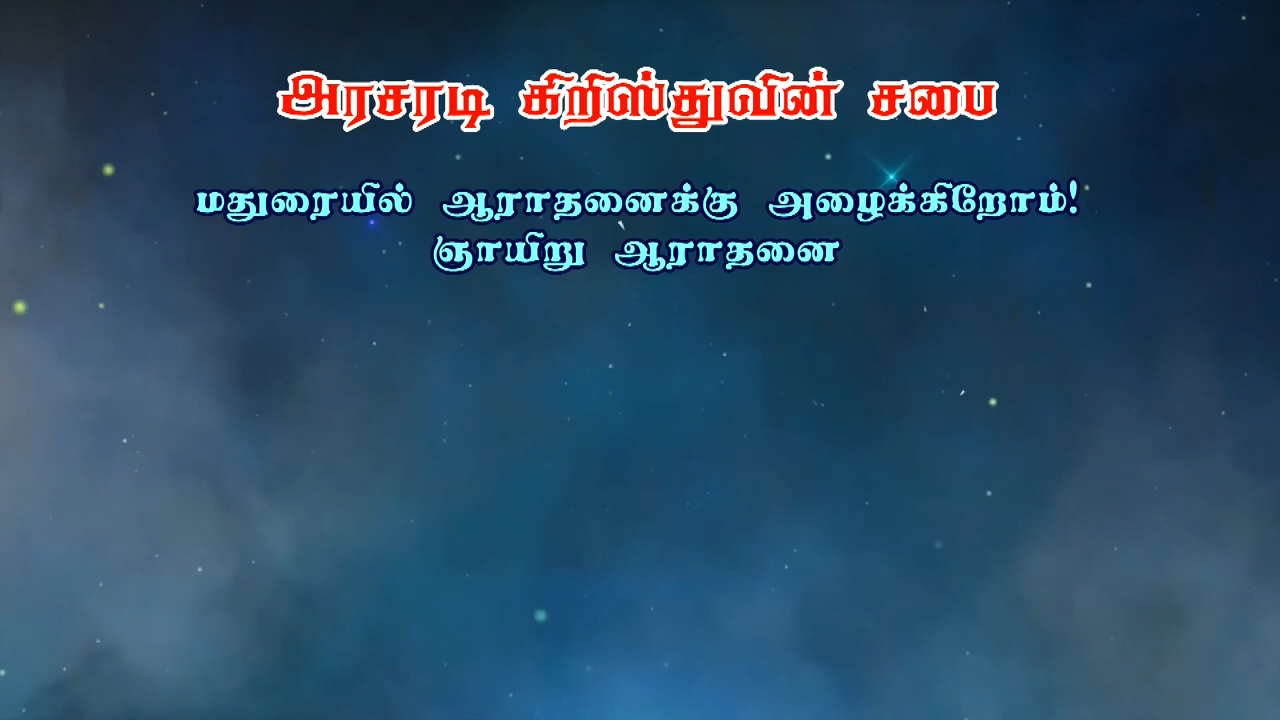 அரசரடி கிறிஸ்துவின் சபை
மதுரையில் ஆராதனைக்கு அழைக்கிறோம்!
ஞாயிறு ஆராதனை